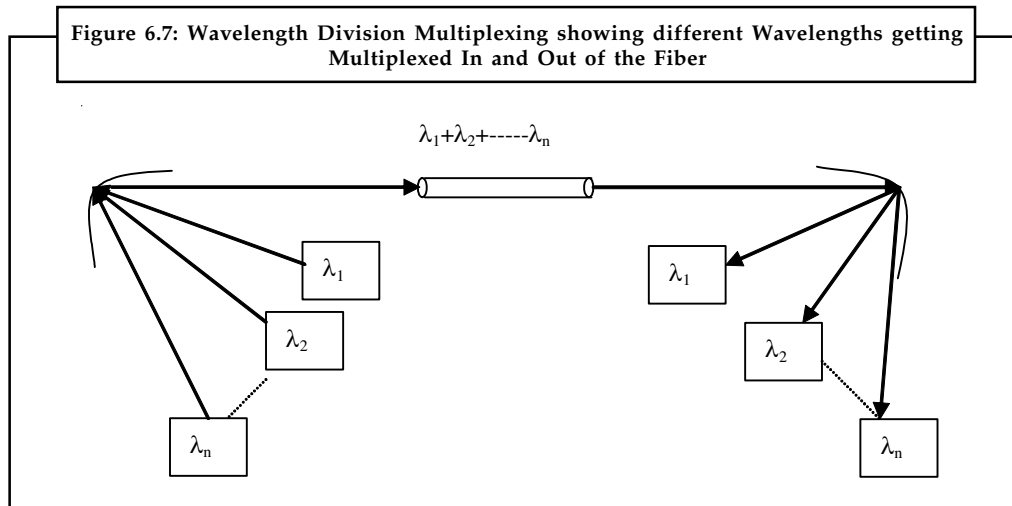 Figure 6.7: Wavelength Division Multiplexing showing different Wavelengths getting
Multiplexed In and Out of the Fiber
λ₁+λ₂+-----λₙ
λ₁
λ₂
λₙ
λ₁
λ₂
λₙ